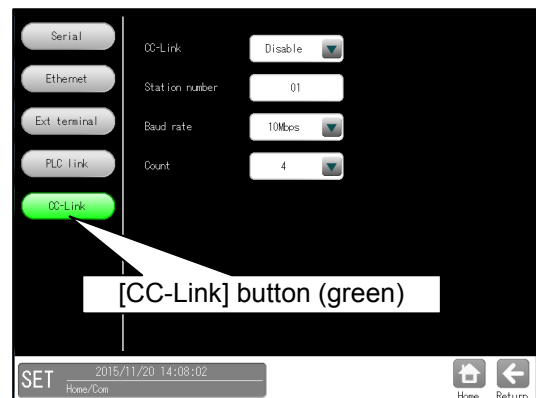 Serial
Ethernet
Ext terminal
PLC link
CC-Link
CC-Link Disable
Station number 01
Baud rate 10Mbps
Count 4
[CC-Link] button (green)
SET 2015/11/20 14:08:02
Home/Com
Home Return